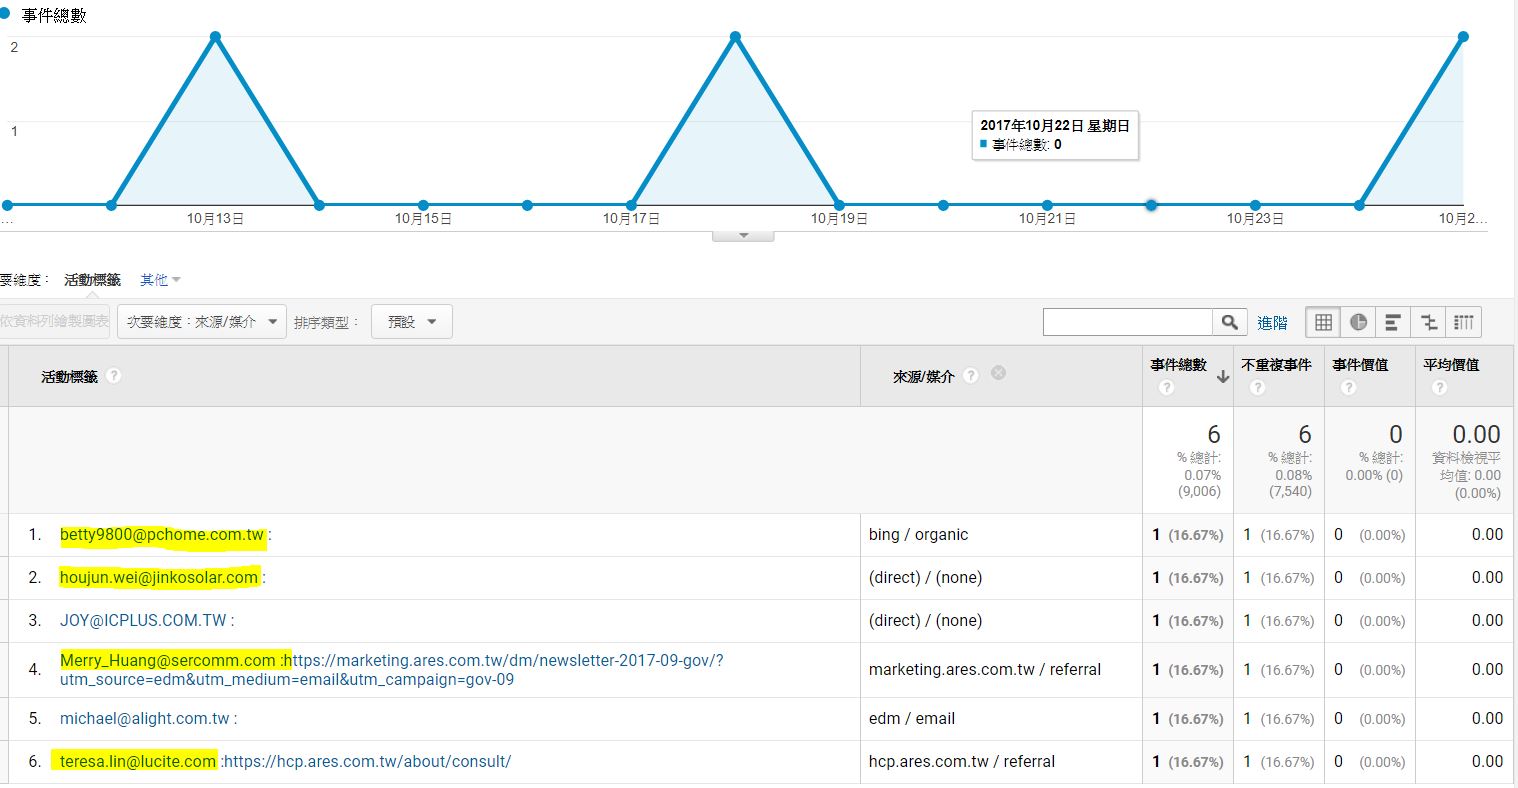 事件總數
2
1
2017年10月22日 星期日
事件總數: 0
... 10月13日 10月15日 10月17日 10月19日 10月21日 10月23日 10月2...
要維度： 活動標籤 其他
依資料列繪製圖表 次要維度：來源/媒介 排序類型： 預設 進階
活動標籤 ? 來源/媒介 ? 事件總數 ? 不重複事件 ? 事件價值 ? 平均價值 ?
6 6 0 0.00
% 總計: % 總計: % 總計: 資料檢視平
0.07% 0.08% 0.00% (0) 均值: 0.00
(9,006) (7,540) (0.00%)
1. betty9800@pchome.com.tw : bing / organic 1 (16.67%) 1 (16.67%) 0 (0.00%) 0.00
2. houjun.wei@jinkosolar.com : (direct) / (none) 1 (16.67%) 1 (16.67%) 0 (0.00%) 0.00
3. JOY@ICPLUS.COM.TW : (direct) / (none) 1 (16.67%) 1 (16.67%) 0 (0.00%) 0.00
4. Merry_Huang@sercomm.com :https://marketing.ares.com.tw/dm/newsletter-2017-09-gov/?
utm_source=edm&utm_medium=email&utm_campaign=gov-09 marketing.ares.com.tw / referral 1 (16.67%) 1 (16.67%) 0 (0.00%) 0.00
5. michael@alight.com.tw : edm / email 1 (16.67%) 1 (16.67%) 0 (0.00%) 0.00
6. teresa.lin@lucite.com :https://hcp.ares.com.tw/about/consult/ hcp.ares.com.tw / referral 1 (16.67%) 1 (16.67%) 0 (0.00%) 0.00